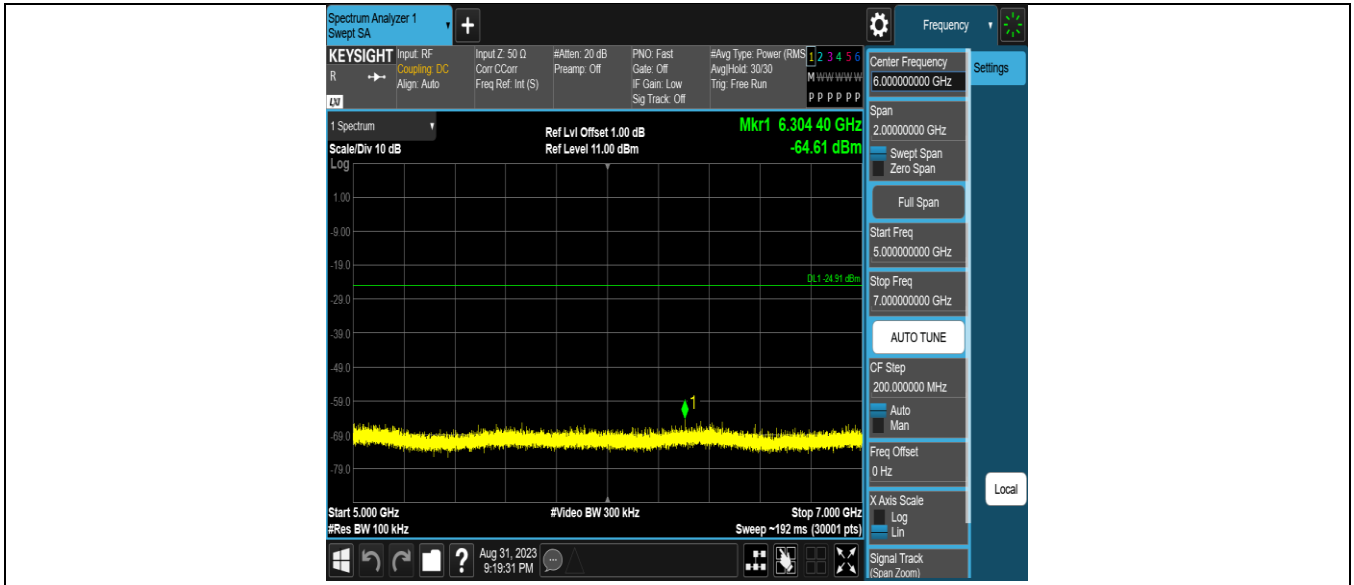 Spectrum Analyzer 1
Swept SA
+
Frequency
KEYSIGHT
R
LXI
Input: RF
Coupling: DC
Align: Auto
Input Z: 50 Ω
Corr CCorr
Freq Ref: Int (S)
#Atten: 20 dB
Preamp: Off
PNO: Fast
Gate: Off
IF Gain: Low
Sig Track: Off
#Avg Type: Power (RMS
Avg|Hold: 30/30
Trig: Free Run
1 2 3 4 5 6
M W W W W W
P P P P P P
1 Spectrum
Scale/Div 10 dB
Ref Lvl Offset 1.00 dB
Ref Level 11.00 dBm
Mkr1 6.304 40 GHz
-64.61 dBm
Log
1.00
-9.00
-19.0
DL1 -24.91 dBm
-29.0
-39.0
-49.0
-59.0
1
-69.0
-79.0
Start 5.000 GHz
#Video BW 300 kHz
Stop 7.000 GHz
#Res BW 100 kHz
Sweep ~192 ms (30001 pts)
?
Aug 31, 2023
9:19:31 PM
Center Frequency
6.000000000 GHz
Settings
Span
2.00000000 GHz
Swept Span
Zero Span
Full Span
Start Freq
5.000000000 GHz
Stop Freq
7.000000000 GHz
AUTO TUNE
CF Step
200.000000 MHz
Auto
Man
Freq Offset
0 Hz
Local
X Axis Scale
Log
Lin
Signal Track
(Span Zoom)